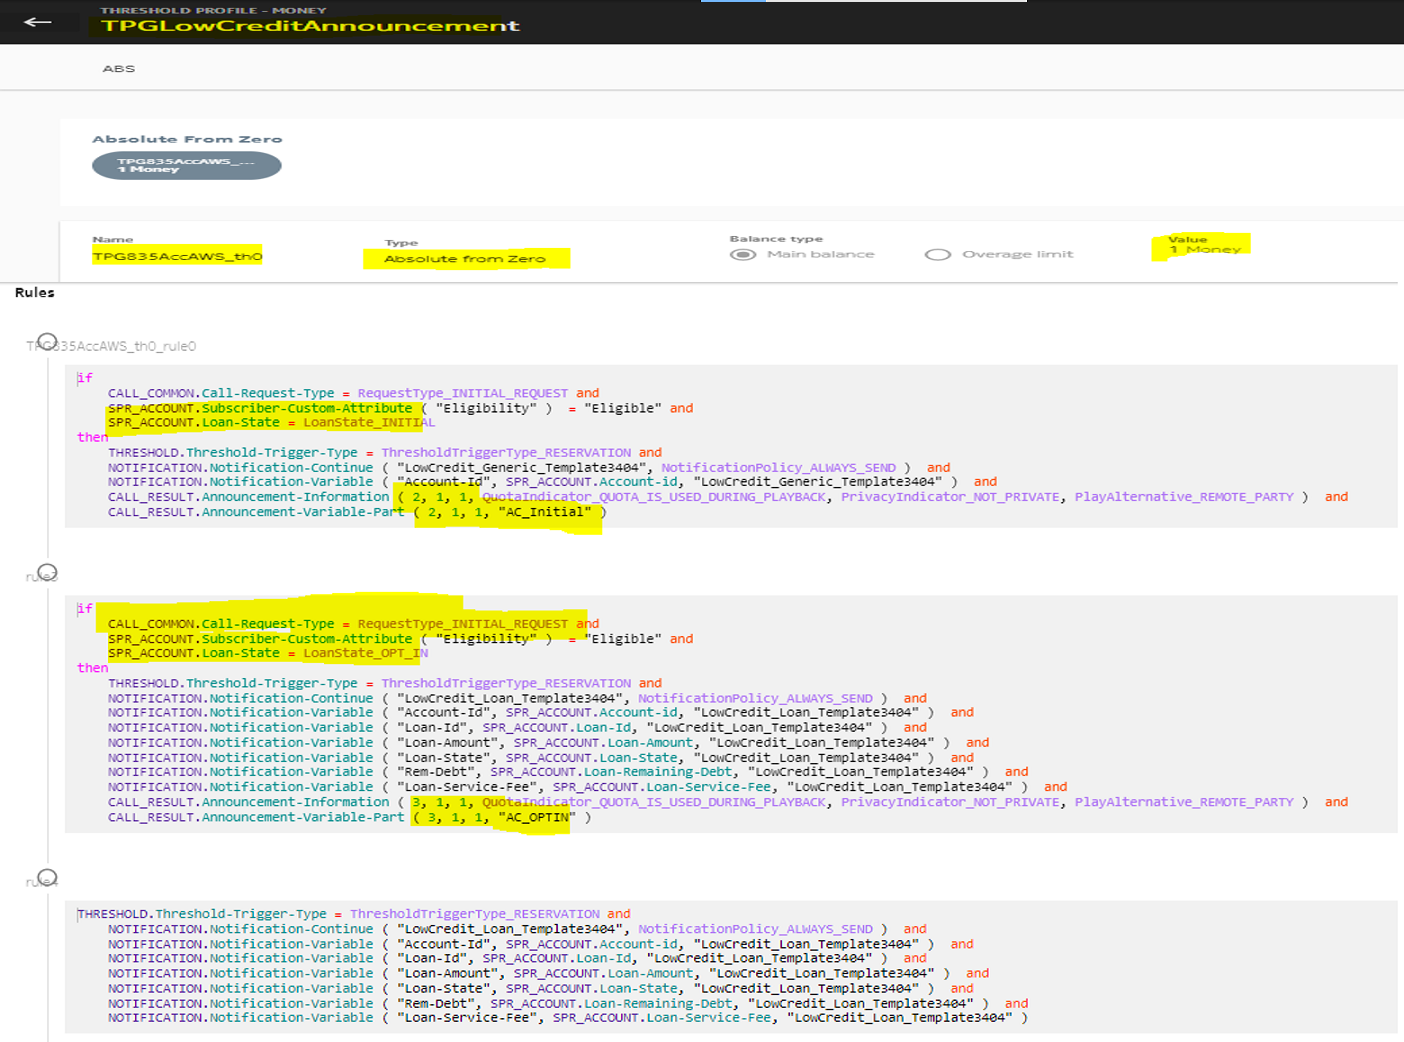 THRESHOLD PROFILE - MONEY
TPGLowCreditAnnouncement
ABS
Absolute From Zero
TPG835AccAWS_...
1 Money
Name
Type
Balance type
Value
TPG835AccAWS_th0
Absolute from Zero
Main balance
Overage limit
1 Money
Rules
TPG835AccAWS_th0_rule0
if
CALL_COMMON.Call-Request-Type = RequestType_INITIAL_REQUEST and
SPR_ACCOUNT.Subscriber-Custom-Attribute ( "Eligibility" ) = "Eligible" and
SPR_ACCOUNT.Loan-State = LoanState_INITIAL
then
THRESHOLD.Threshold-Trigger-Type = ThresholdTriggerType_RESERVATION and
NOTIFICATION.Notification-Continue ( "LowCredit_Generic_Template3404", NotificationPolicy_ALWAYS_SEND ) and
NOTIFICATION.Notification-Variable ( "Account-Id", SPR_ACCOUNT.Account-id, "LowCredit_Generic_Template3404" ) and
CALL_RESULT.Announcement-Information ( 2, 1, 1, QuotaIndicator_QUOTA_IS_USED_DURING_PLAYBACK, PrivacyIndicator_NOT_PRIVATE, PlayAlternative_REMOTE_PARTY ) and
CALL_RESULT.Announcement-Variable-Part ( 2, 1, 1, "AC_Initial" )
rule3
if
CALL_COMMON.Call-Request-Type = RequestType_INITIAL_REQUEST and
SPR_ACCOUNT.Subscriber-Custom-Attribute ( "Eligibility" ) = "Eligible" and
SPR_ACCOUNT.Loan-State = LoanState_OPT_IN
then
THRESHOLD.Threshold-Trigger-Type = ThresholdTriggerType_RESERVATION and
NOTIFICATION.Notification-Continue ( "LowCredit_Loan_Template3404", NotificationPolicy_ALWAYS_SEND ) and
NOTIFICATION.Notification-Variable ( "Account-Id", SPR_ACCOUNT.Account-id, "LowCredit_Loan_Template3404" ) and
NOTIFICATION.Notification-Variable ( "Loan-Id", SPR_ACCOUNT.Loan-Id, "LowCredit_Loan_Template3404" ) and
NOTIFICATION.Notification-Variable ( "Loan-Amount", SPR_ACCOUNT.Loan-Amount, "LowCredit_Loan_Template3404" ) and
NOTIFICATION.Notification-Variable ( "Loan-State", SPR_ACCOUNT.Loan-State, "LowCredit_Loan_Template3404" ) and
NOTIFICATION.Notification-Variable ( "Rem-Debt", SPR_ACCOUNT.Loan-Remaining-Debt, "LowCredit_Loan_Template3404" ) and
NOTIFICATION.Notification-Variable ( "Loan-Service-Fee", SPR_ACCOUNT.Loan-Service-Fee, "LowCredit_Loan_Template3404" ) and
CALL_RESULT.Announcement-Information ( 3, 1, 1, QuotaIndicator_QUOTA_IS_USED_DURING_PLAYBACK, PrivacyIndicator_NOT_PRIVATE, PlayAlternative_REMOTE_PARTY ) and
CALL_RESULT.Announcement-Variable-Part ( 3, 1, 1, "AC_OPTIN" )
rule4
THRESHOLD.Threshold-Trigger-Type = ThresholdTriggerType_RESERVATION and
NOTIFICATION.Notification-Continue ( "LowCredit_Loan_Template3404", NotificationPolicy_ALWAYS_SEND ) and
NOTIFICATION.Notification-Variable ( "Account-Id", SPR_ACCOUNT.Account-id, "LowCredit_Loan_Template3404" ) and
NOTIFICATION.Notification-Variable ( "Loan-Id", SPR_ACCOUNT.Loan-Id, "LowCredit_Loan_Template3404" ) and
NOTIFICATION.Notification-Variable ( "Loan-Amount", SPR_ACCOUNT.Loan-Amount, "LowCredit_Loan_Template3404" ) and
NOTIFICATION.Notification-Variable ( "Loan-State", SPR_ACCOUNT.Loan-State, "LowCredit_Loan_Template3404" ) and
NOTIFICATION.Notification-Variable ( "Rem-Debt", SPR_ACCOUNT.Loan-Remaining-Debt, "LowCredit_Loan_Template3404" ) and
NOTIFICATION.Notification-Variable ( "Loan-Service-Fee", SPR_ACCOUNT.Loan-Service-Fee, "LowCredit_Loan_Template3404" )